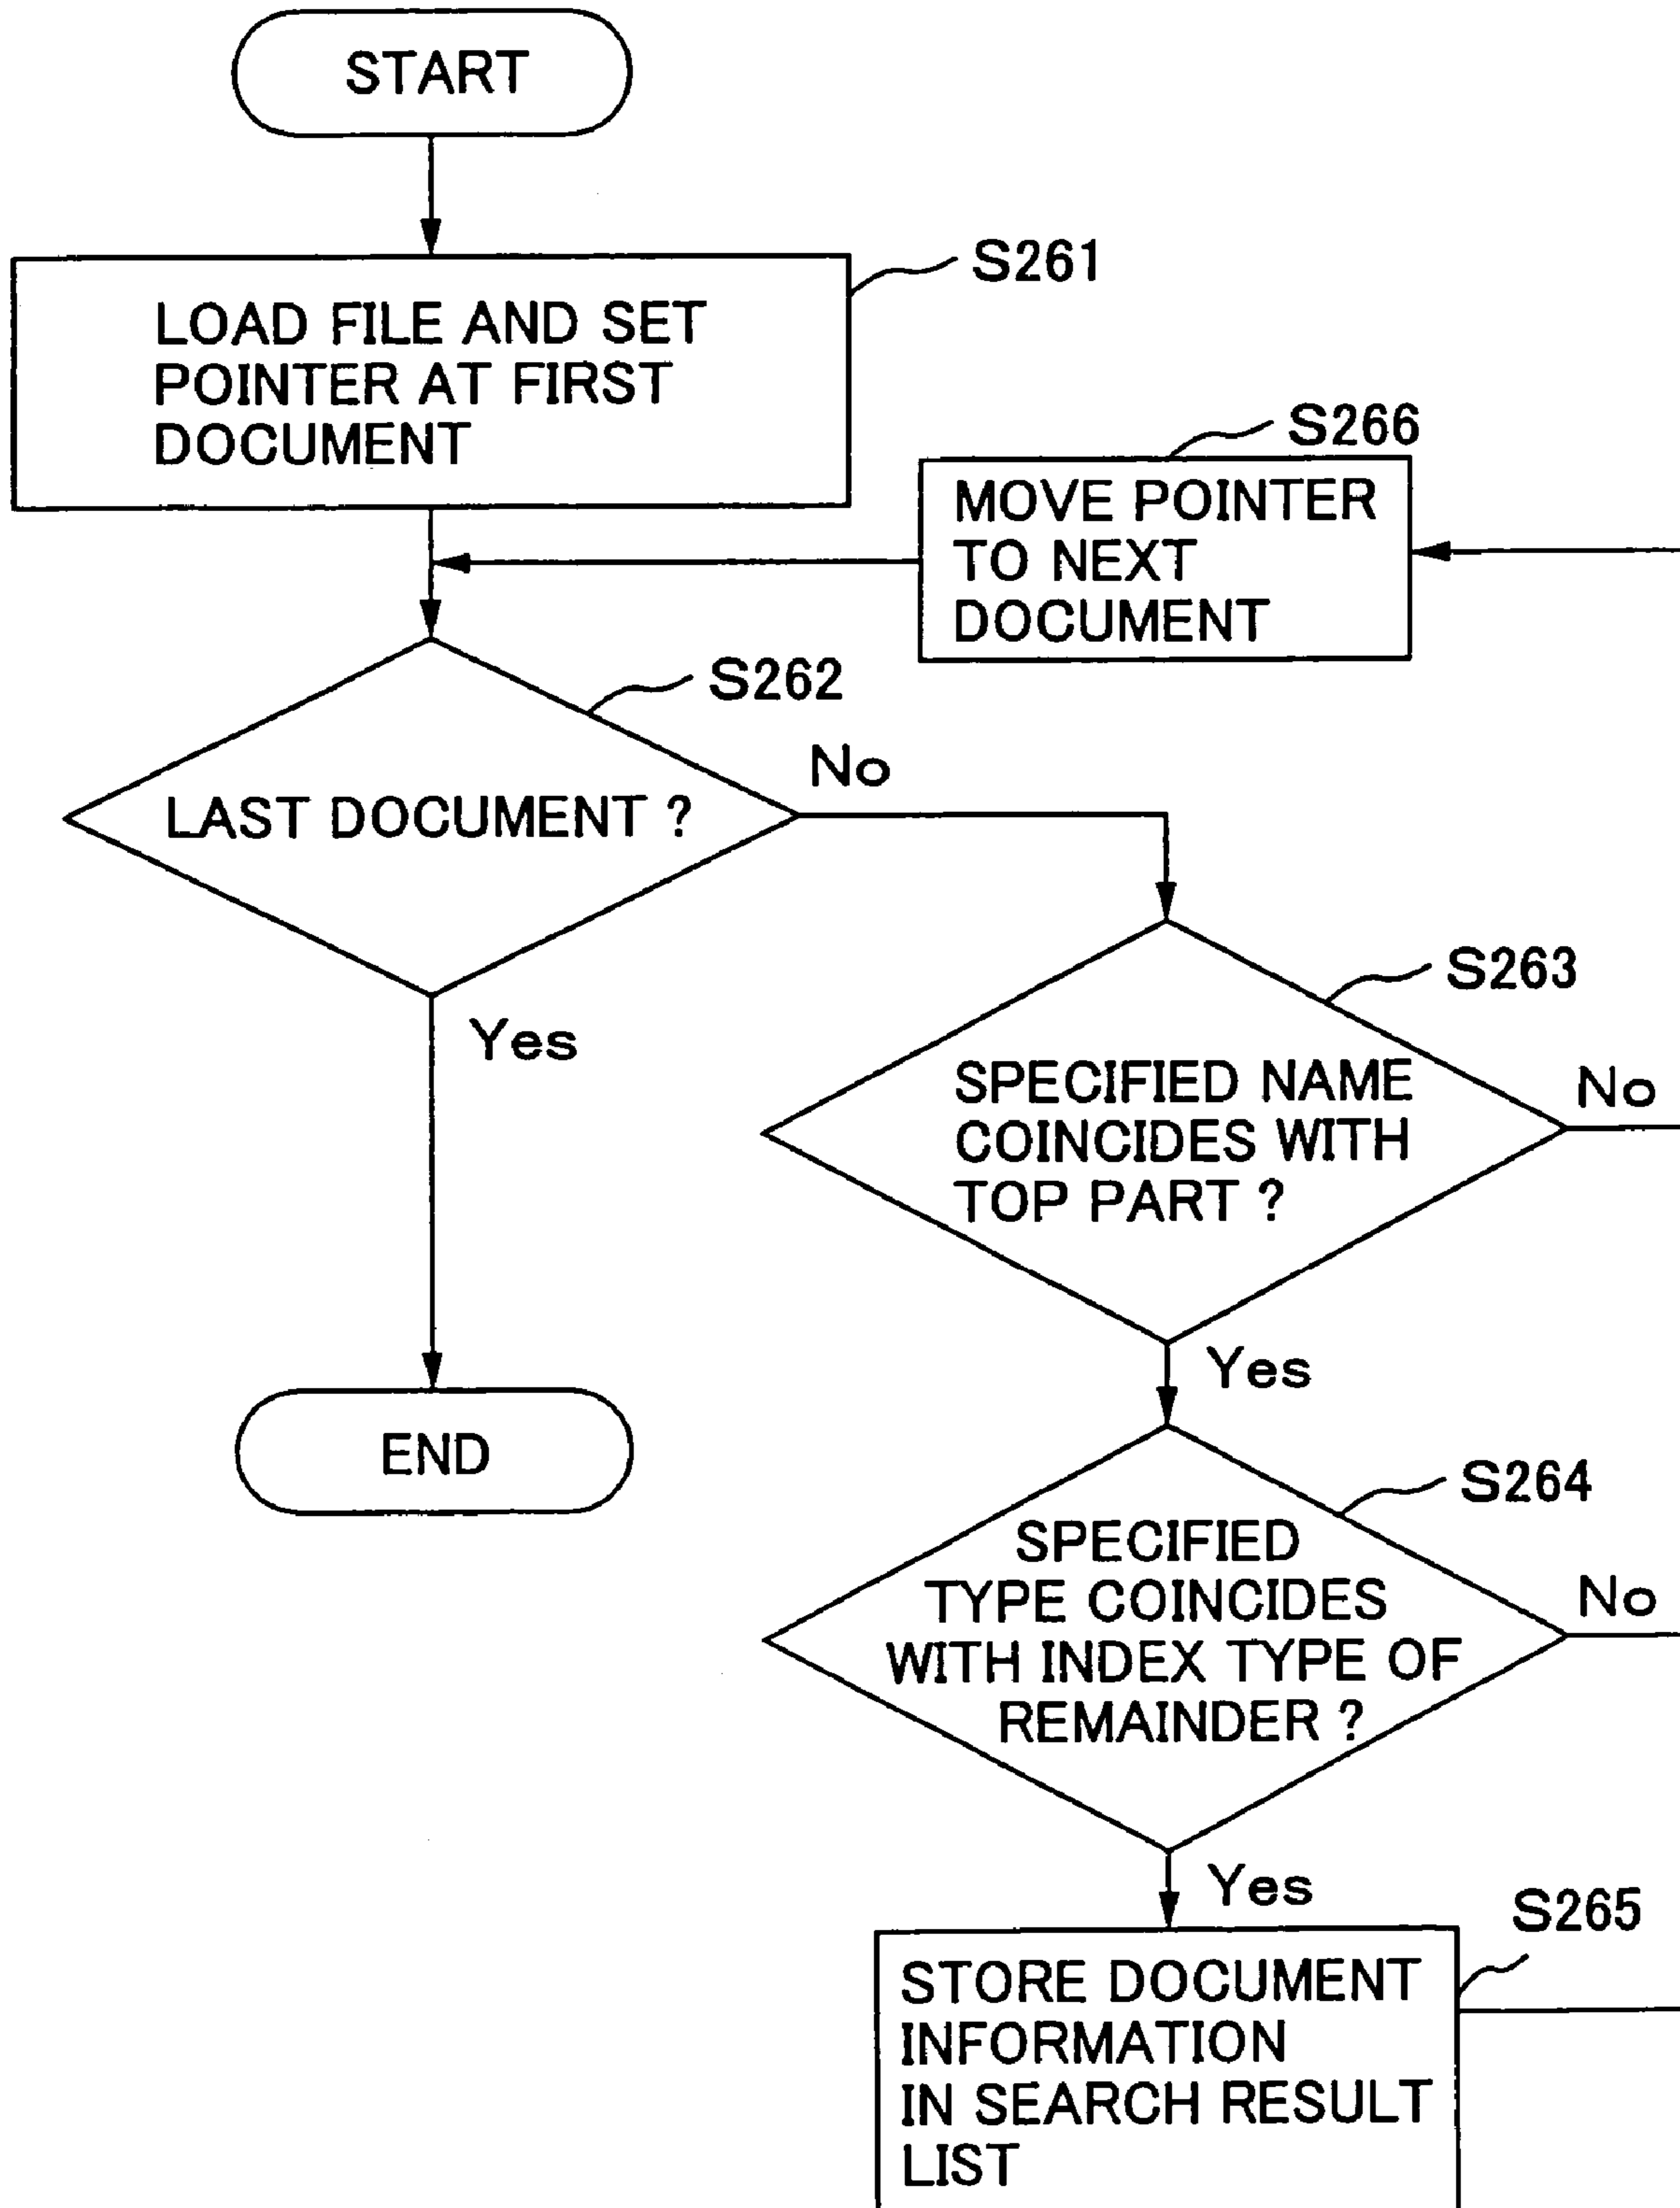 START
S261
LOAD FILE AND SET
POINTER AT FIRST
DOCUMENT
S266
MOVE POINTER
TO NEXT
DOCUMENT
S262
LAST DOCUMENT ?
No
Yes
S263
SPECIFIED NAME
COINCIDES WITH
TOP PART ?
No
Yes
END
S264
SPECIFIED
TYPE COINCIDES
WITH INDEX TYPE OF
REMAINDER ?
No
Yes
S265
STORE DOCUMENT
INFORMATION
IN SEARCH RESULT
LIST